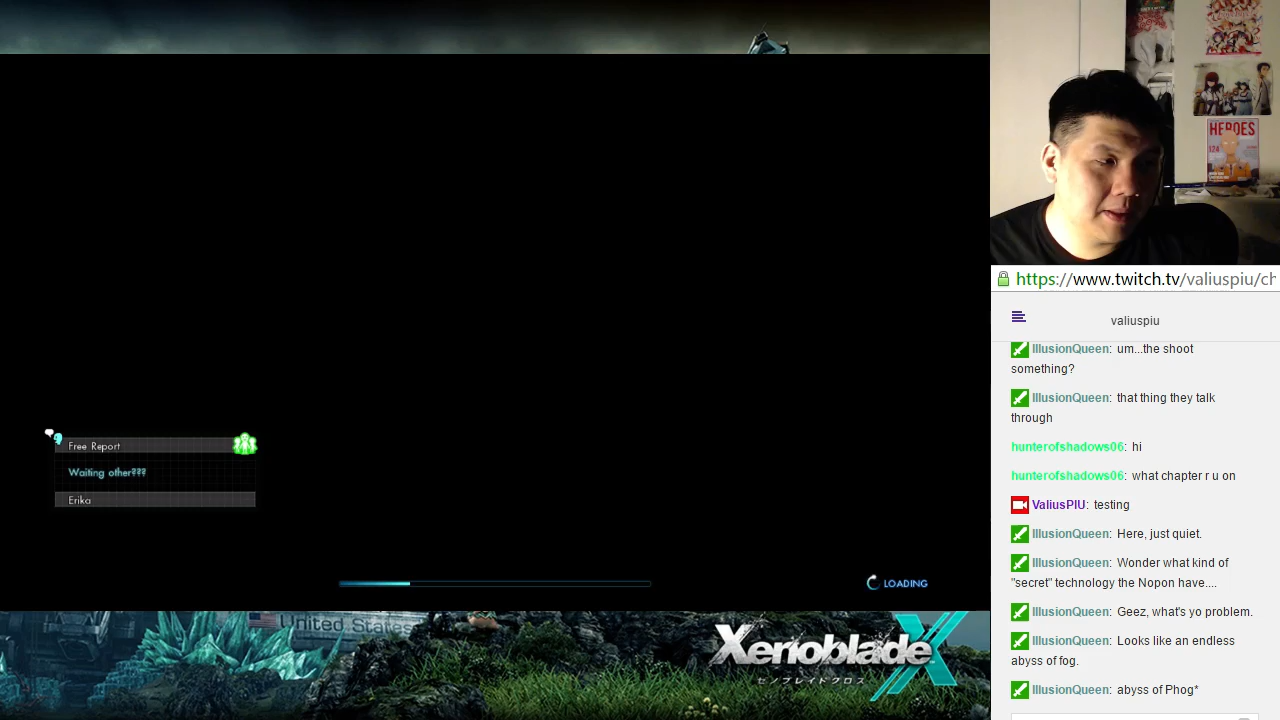 HEROES
https://www.twitch.tv/valiuspiu/ch
valiuspiu
IllusionQueen: um...the shoot
something?
IllusionQueen: that thing they talk
through
hunterofshadows06: hi
hunterofshadows06: what chapter r u on
ValiusPIU: testing
IllusionQueen: Here, just quiet.
IllusionQueen: Wonder what kind of
"secret" technology the Nopon have....
IllusionQueen: Geez, what's yo problem.
IllusionQueen: Looks like an endless
abyss of fog.
IllusionQueen: abyss of Phog*
Free Report
Waiting other???
Erika
LOADING
United States
XenobladeX
ゼノブレイドクロス